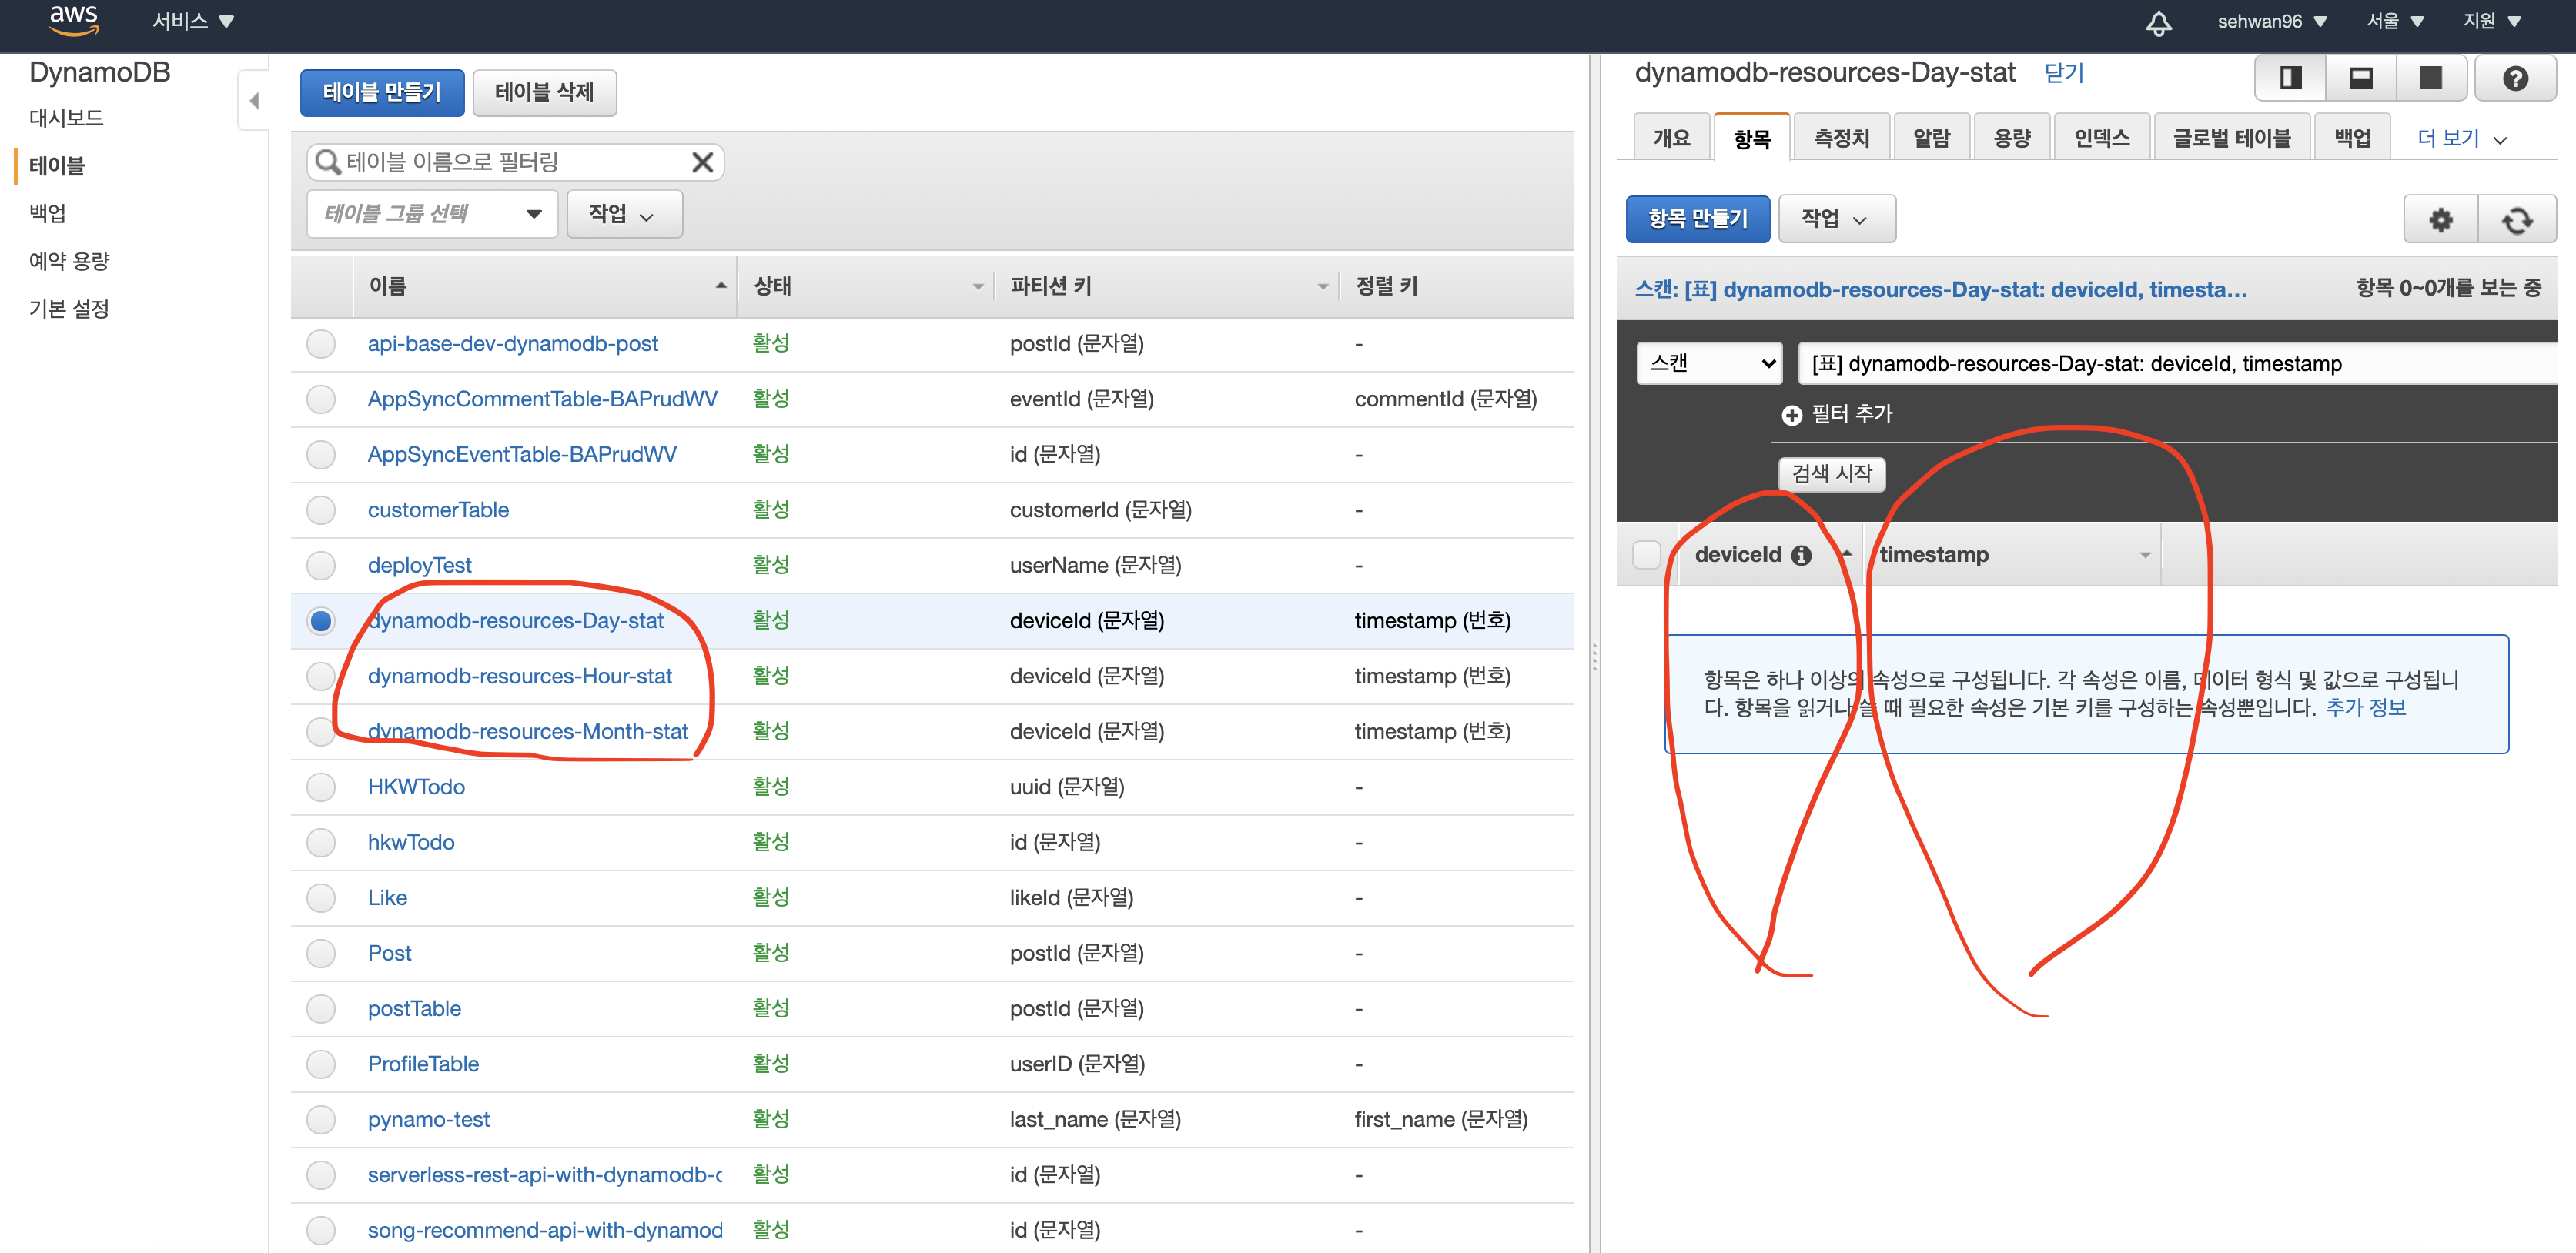 aws 서비스 sehwan96 서울 지원
DynamoDB
대시보드
테이블
백업
예약 용량
기본 설정
테이블 만들기 테이블 삭제
테이블 이름으로 필터링
테이블 그룹 선택 작업
이름 상태 파티션 키 정렬 키
api-base-dev-dynamodb-post 활성 postId (문자열) -
AppSyncCommentTable-BAPrudWV 활성 eventId (문자열) commentId (문자열)
AppSyncEventTable-BAPrudWV 활성 id (문자열) -
customerTable 활성 customerId (문자열) -
deployTest 활성 userName (문자열) -
dynamodb-resources-Day-stat 활성 deviceId (문자열) timestamp (번호)
dynamodb-resources-Hour-stat 활성 deviceId (문자열) timestamp (번호)
dynamodb-resources-Month-stat 활성 deviceId (문자열) timestamp (번호)
HKWTodo 활성 uuid (문자열) -
hkwTodo 활성 id (문자열) -
Like 활성 likeId (문자열) -
Post 활성 postId (문자열) -
postTable 활성 postId (문자열) -
ProfileTable 활성 userID (문자열) -
pynamo-test 활성 last_name (문자열) first_name (문자열)
serverless-rest-api-with-dynamodb-c 활성 id (문자열) -
song-recommend-api-with-dynamod 활성 id (문자열) -
dynamodb-resources-Day-stat 닫기
개요 항목 측정치 알람 용량 인덱스 글로벌 테이블 백업 더 보기
항목 만들기 작업
스캔: [표] dynamodb-resources-Day-stat: deviceId, timesta… 항목 0~0개를 보는 중
스캔 [표] dynamodb-resources-Day-stat: deviceId, timestamp
필터 추가
검색 시작
deviceId timestamp
항목은 하나 이상의 속성으로 구성됩니다. 각 속성은 이름, 데이터 형식 및 값으로 구성됩니
다. 항목을 읽거나 쓸 때 필요한 속성은 기본 키를 구성하는 속성뿐입니다. 추가 정보